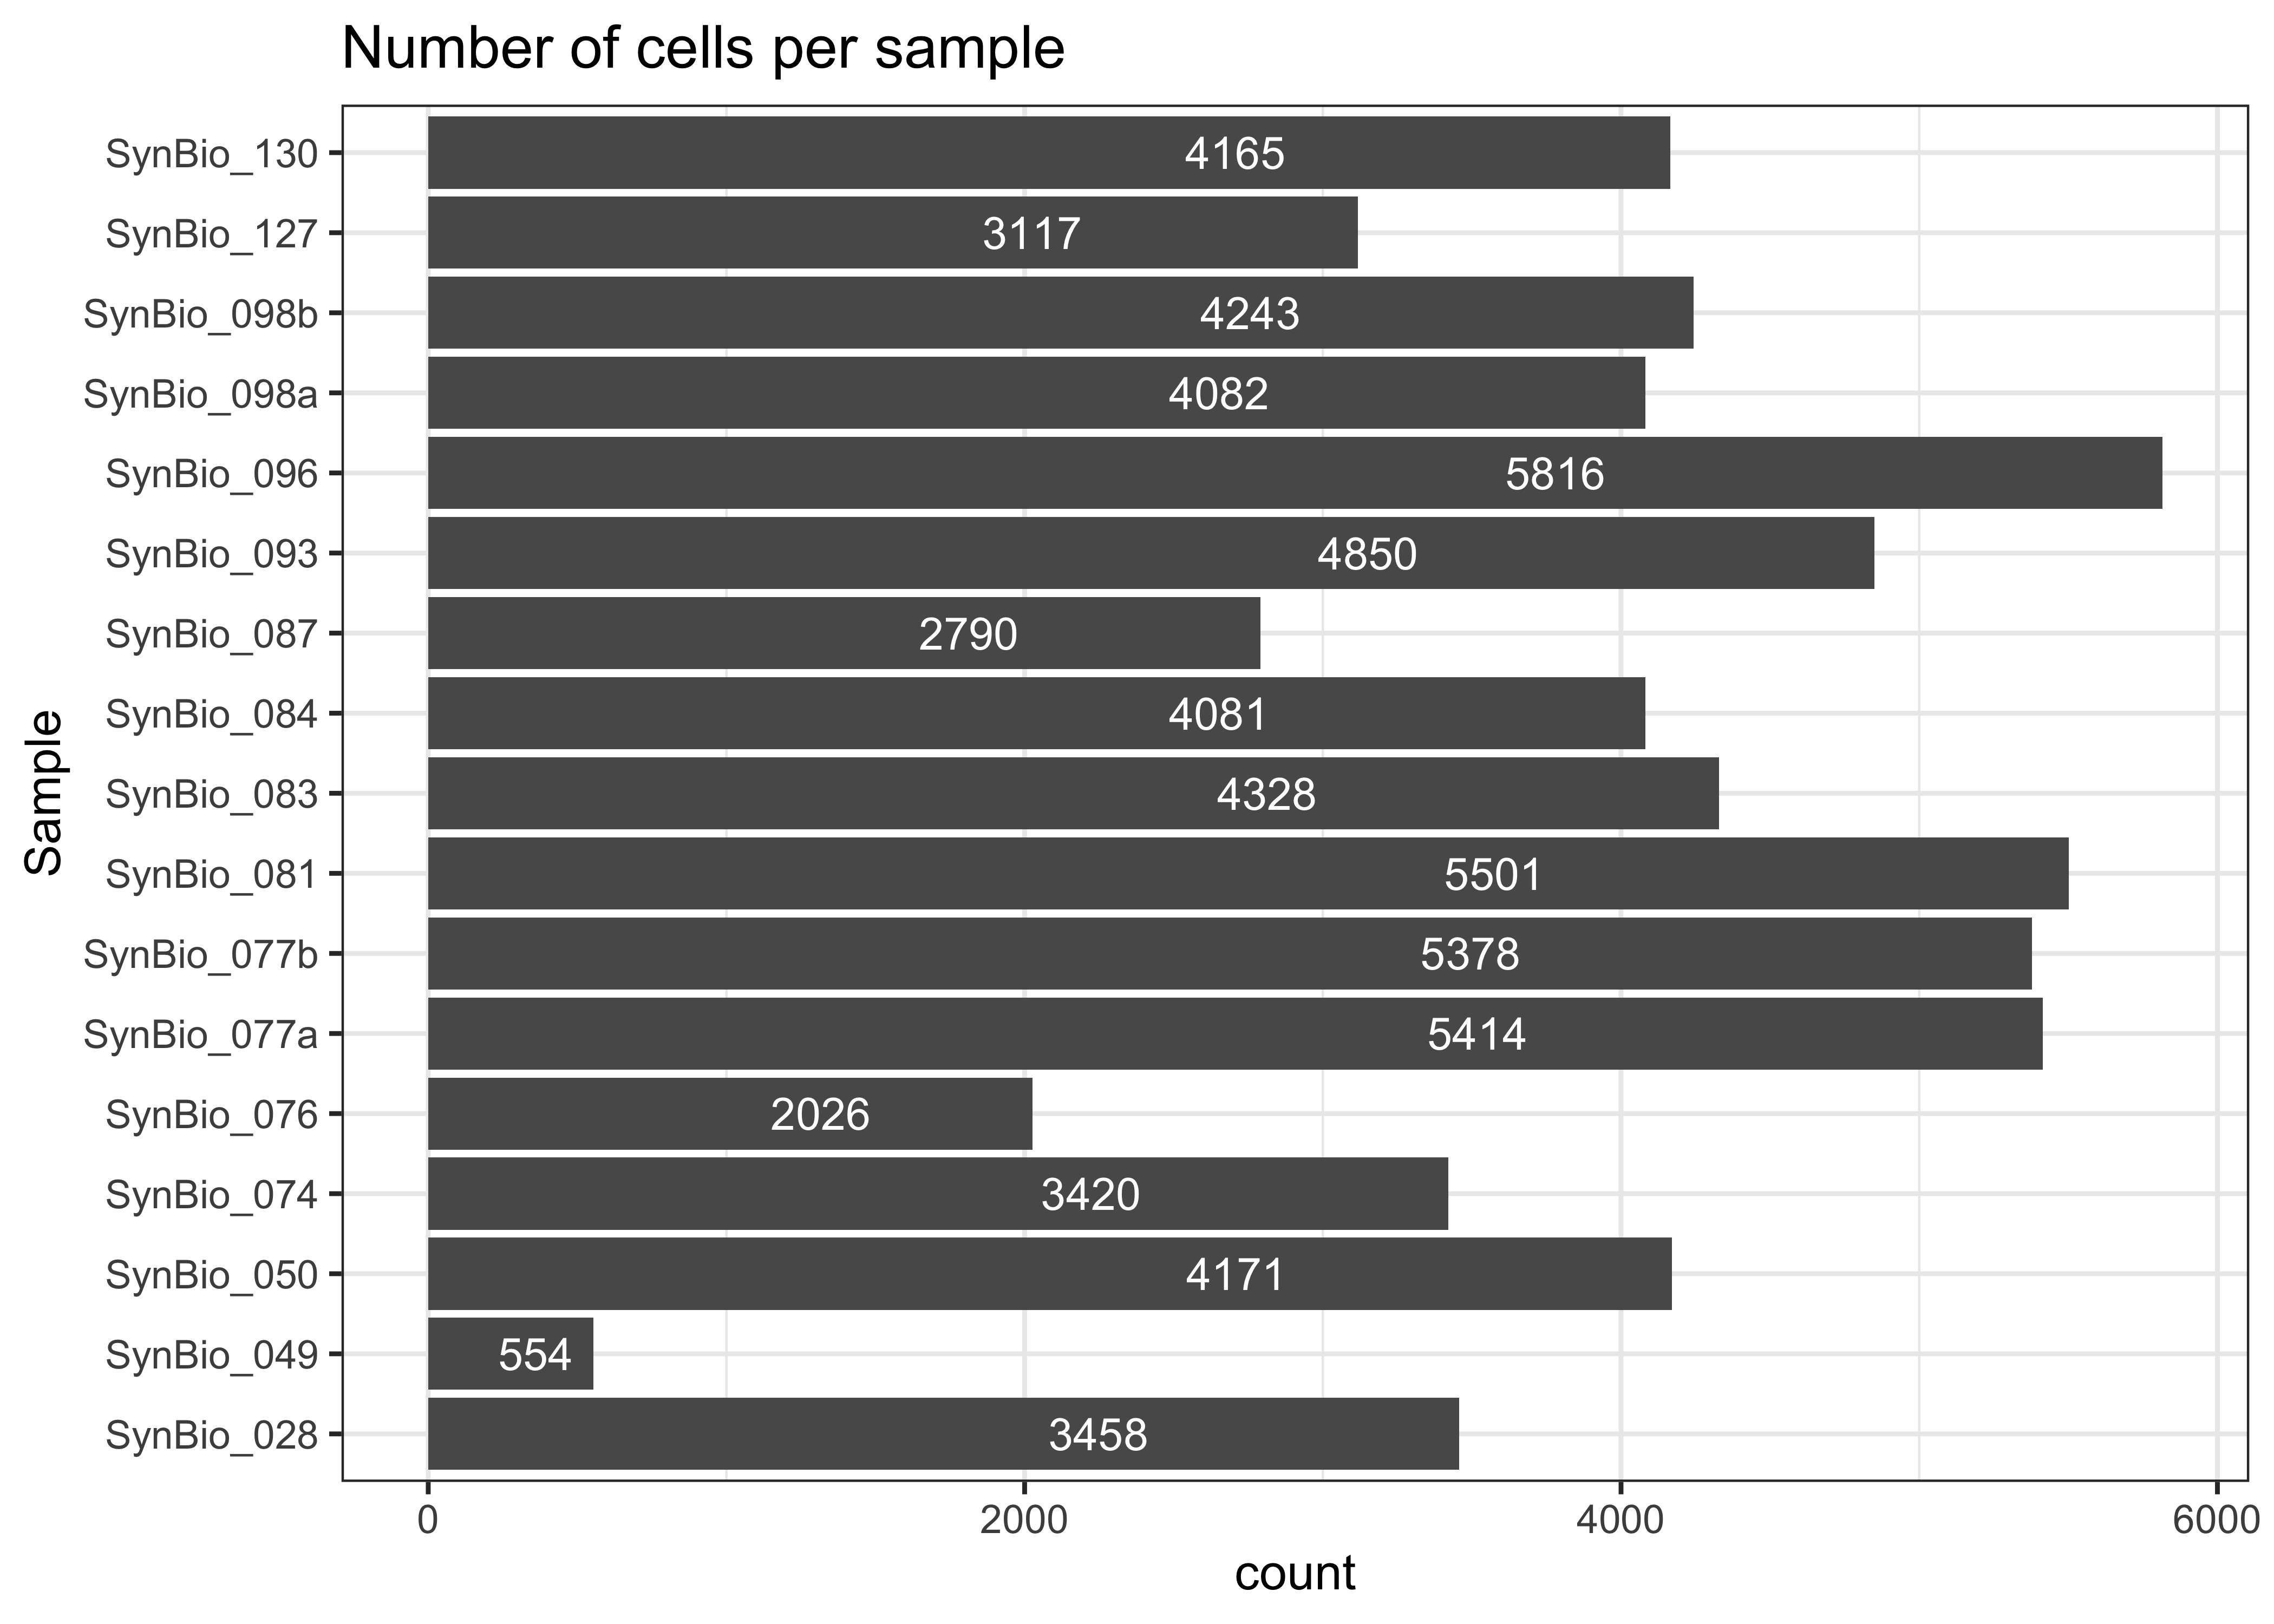 Number of cells per sample
SynBio_130 4165
SynBio_127 3117
SynBio_098b 4243
SynBio_098a 4082
SynBio_096 5816
SynBio_093 4850
SynBio_087 2790
SynBio_084 4081
SynBio_083 4328
SynBio_081 5501
SynBio_077b 5378
SynBio_077a 5414
SynBio_076 2026
SynBio_074 3420
SynBio_050 4171
SynBio_049 554
SynBio_028 3458
Sample
0 2000 4000 6000
count